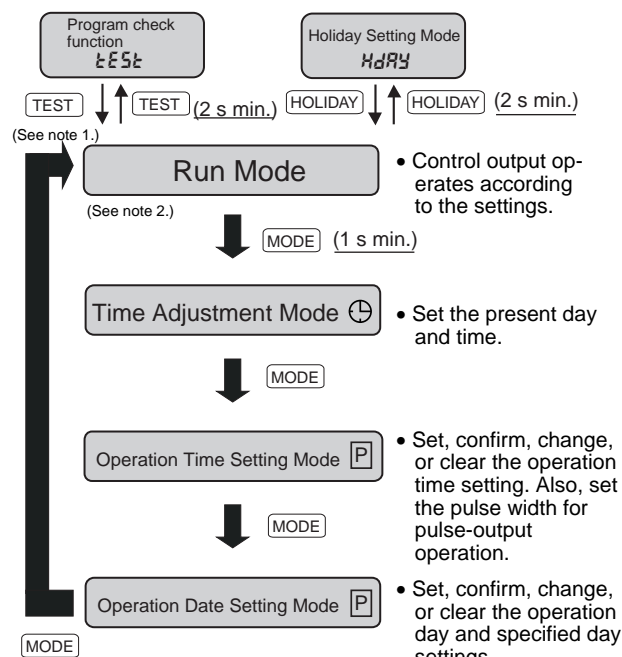 Program check
function
tESt
Holiday Setting Mode
HdAY
TEST
TEST
(2 s min.)
HOLIDAY
HOLIDAY
(2 s min.)
(See note 1.)
Run Mode
• Control output op-
erates according
to the settings.
(See note 2.)
MODE
(1 s min.)
Time Adjustment Mode
• Set the present day
and time.
MODE
Operation Time Setting Mode P
• Set, confirm, change,
or clear the operation
time setting. Also, set
the pulse width for
pulse-output
operation.
MODE
Operation Date Setting Mode P
• Set, confirm, change,
or clear the operation
day and specified day
settings
MODE